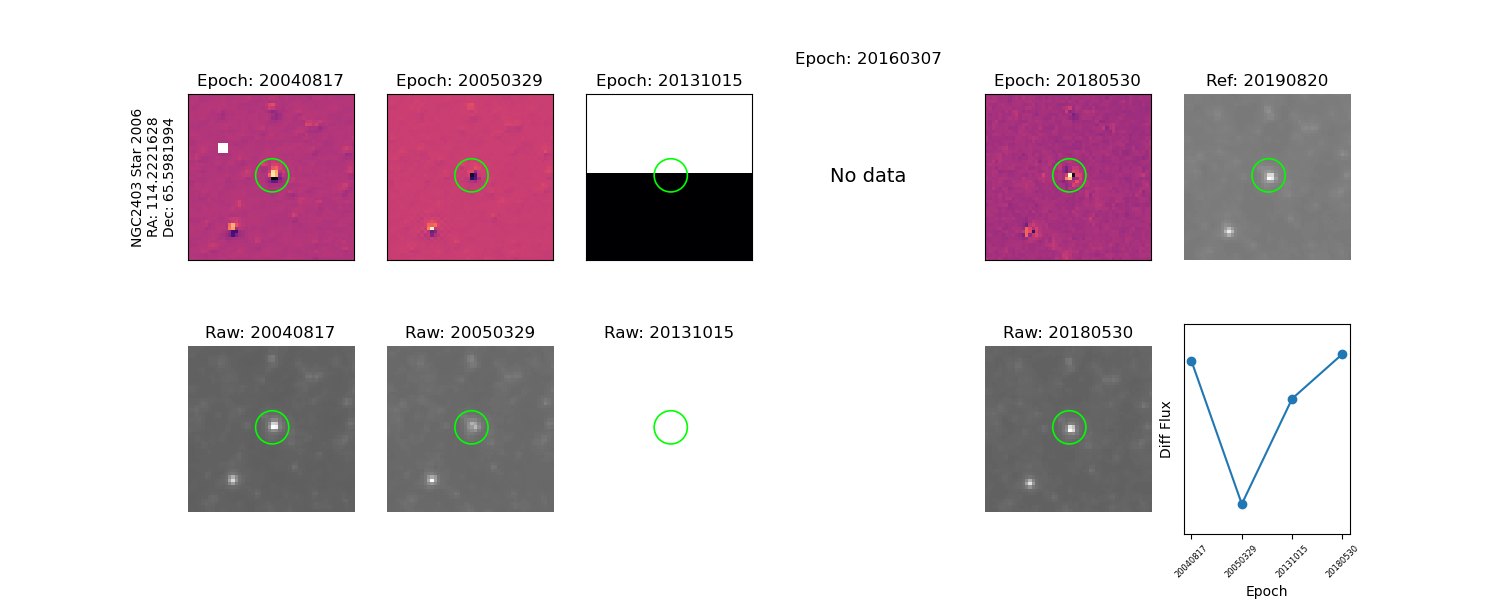 Epoch: 20160307
Epoch: 20040817
Epoch: 20050329
Epoch: 20131015
Epoch: 20180530
Ref: 20190820
NGC2403 Star 2006
RA: 114.2221628
Dec: 65.5981994
No data
Raw: 20040817
Raw: 20050329
Raw: 20131015
Raw: 20180530
Diff Flux
20040817
20050329
20131015
20180530
Epoch